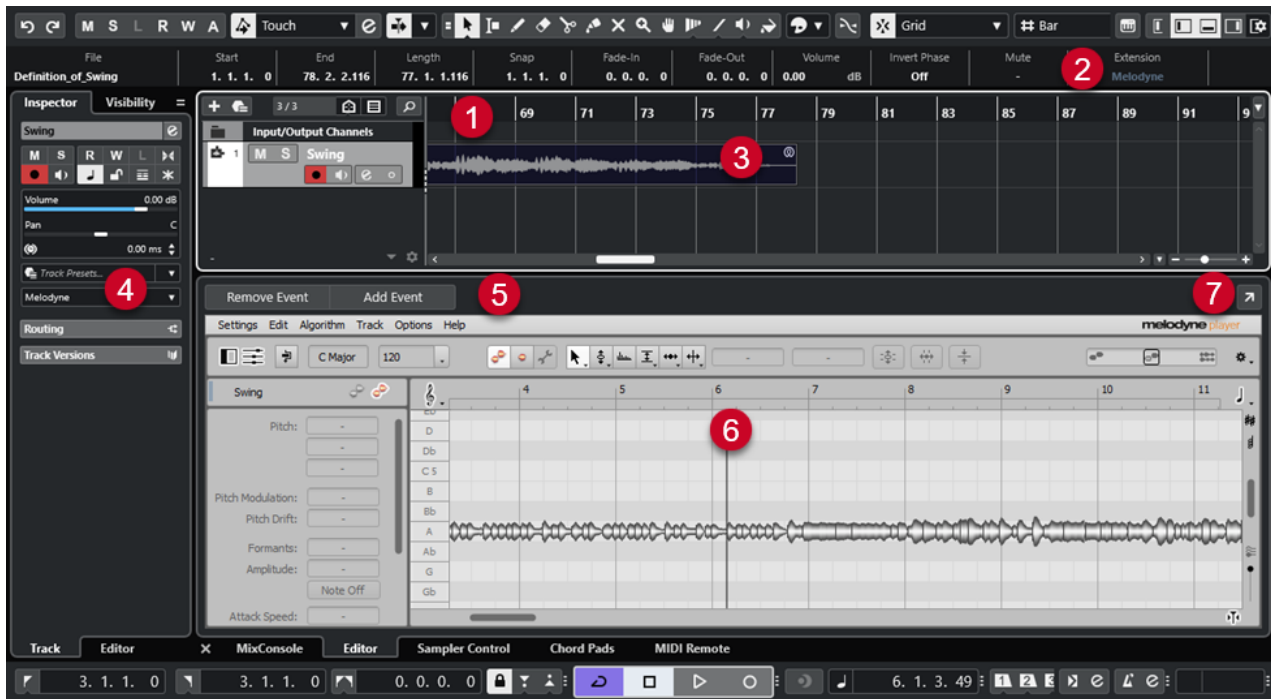 M S L R W A Touch Grid Bar
File Start End Length Snap Fade-In Fade-Out Volume Invert Phase Mute Extension
Definition_of_Swing 1. 1. 1. 0 78. 2. 2.116 77. 1. 1.116 1. 1. 1. 0 0. 0. 0. 0 0. 0. 0. 0 0.00 dB Off - 2 Melodyne
Inspector Visibility
3/3
1 69 71 73 75 77 79 81 83 85 87 89 91 9
Swing e
Input/Output Channels
M S R W L
1 M S Swing
3
Volume 0.00 dB
Pan C
0.00 ms
Track Presets...
4
Melodyne
Remove Event Add Event 5 7
Settings Edit Algorithm Track Options Help melodyne player
Routing
Track Versions
C Major 120 - -
Swing 4 5 6 7 8 9 10 11
Eb
Pitch: - D
6
- Db
- C 5
Pitch Modulation: - B
Pitch Drift: - Bb
A
Formants: - Ab
Amplitude: - G
Note Off Gb
Attack Speed: -
Track Editor X MixConsole Editor Sampler Control Chord Pads MIDI Remote
3. 1. 1. 0 3. 1. 1. 0 0. 0. 0. 0 6. 1. 3. 49 1 2